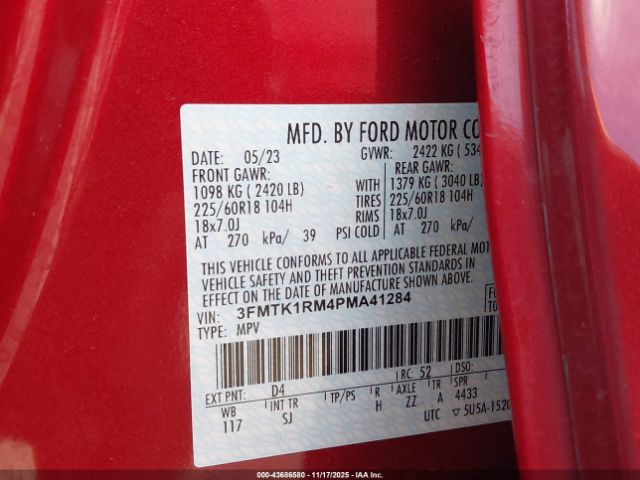 MFD. BY FORD MOTOR CO
DATE: 05/23 GVWR: 2422 KG ( 534
FRONT GAWR: REAR GAWR:
1098 KG ( 2420 LB) WITH 1379 KG ( 3040 LB)
225/60R18 104H TIRES 225/60R18 104H
18x7.0J RIMS 18x7.0J
AT 270 kPa/ 39 PSI COLD AT 270 kPa/
THIS VEHICLE CONFORMS TO ALL APPLICABLE FEDERAL MOT
VEHICLE SAFETY AND THEFT PREVENTION STANDARDS IN
DATE OF MANUFACTURE SHOWN ABOVE.
VIN: 3FMTK1RM4PMA41284
TYPE: MPV
EXT PNT: D4 RC: 52 DSO:
WB INT TR TP/PS R AXLE TR SPR
117 SJ H ZZ A 4433
UTC ▽ 5U5A-1520
000-43686580 - 11/17/2025 - IAA Inc.